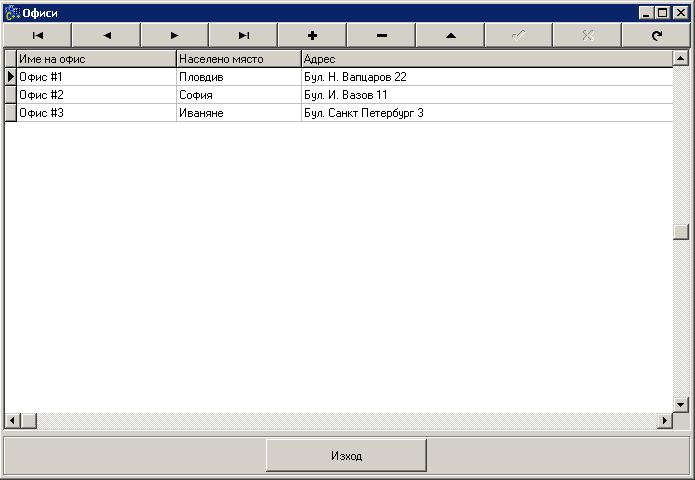 Офиси
Име на офис Населено място Адрес
Офис #1 Пловдив Бул. Н. Вапцаров 22
Офис #2 София Бул. И. Вазов 11
Офис #3 Иваняне Бул. Санкт Петербург 3
Изход